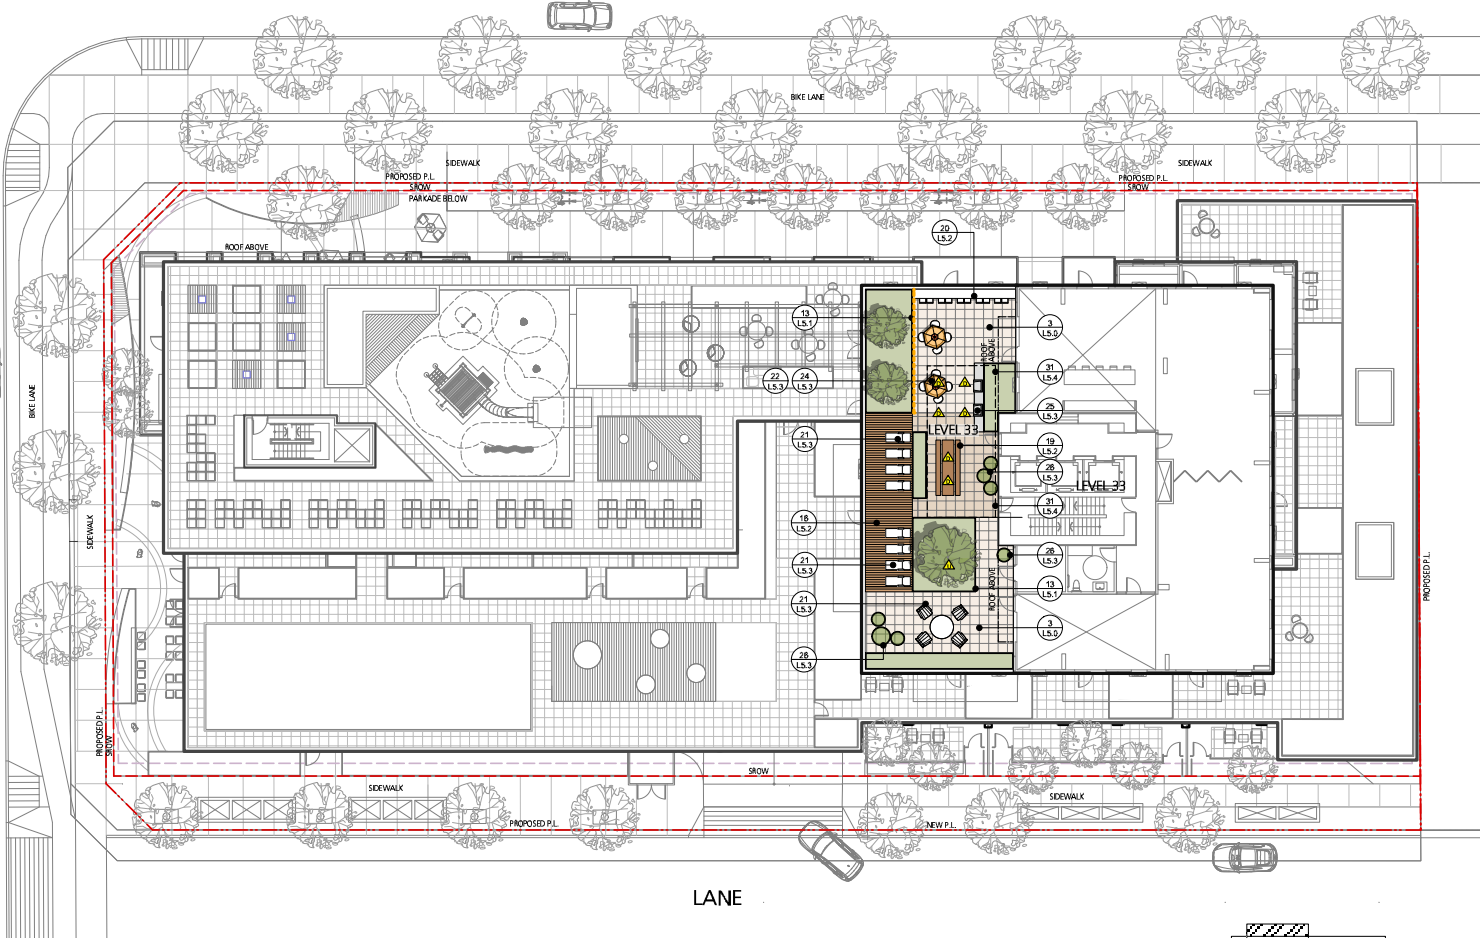 BIKE LANE
SIDEWALK
SIDEWALK
PROPOSED P.L.
SROW
PARKADE BELOW
PROPOSED P.L.
SROW
ROOF ABOVE
20
L5.2
13
L5.1
3
L5.0
ROOF
ABOVE
22
L5.3
24
L5.3
31
L5.4
BIKE LANE
25
L5.3
LEVEL 33
21
L5.3
19
L5.2
26
L5.3
LEVEL 33
31
L5.4
18
L5.2
SIDEWALK
26
L5.3
21
L5.3
ROOF ABOVE
13
L5.1
PROPOSED P.L.
21
L5.3
3
L5.0
26
L5.3
PROPOSED P.L.
SROW
SROW
SIDEWALK
SIDEWALK
PROPOSED P.L.
NEW P.L.
LANE